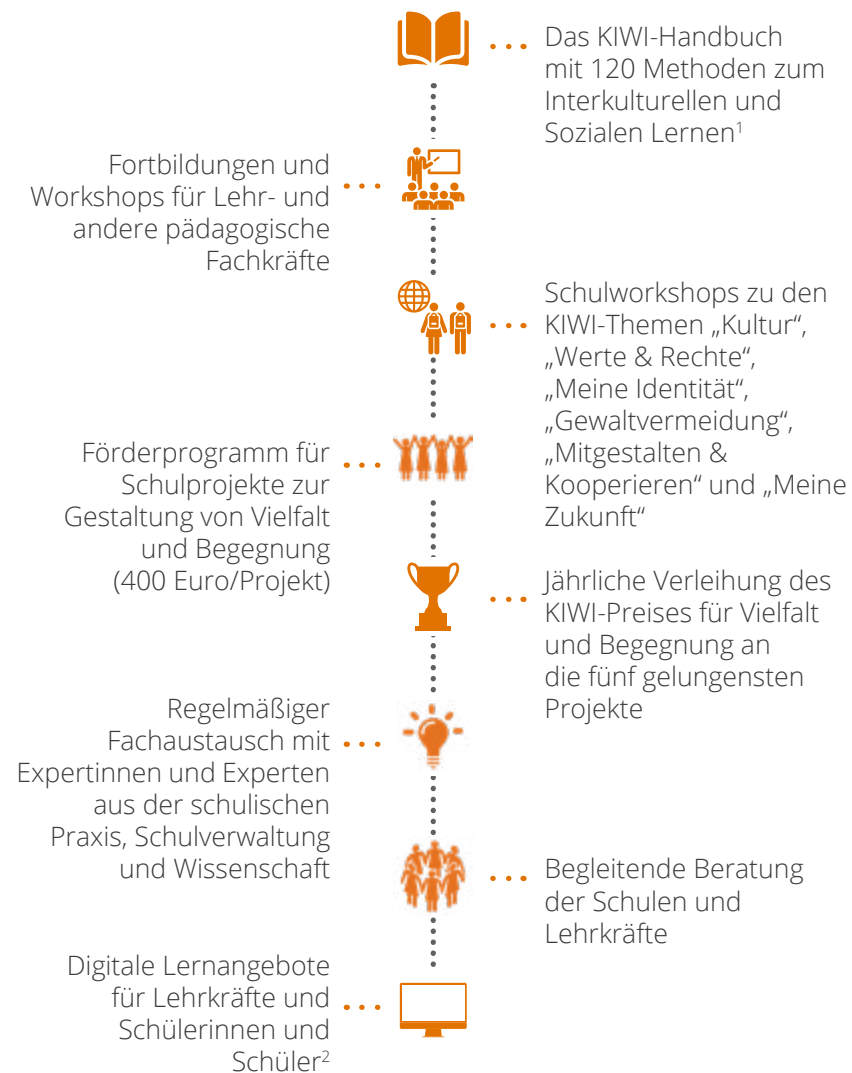 Das KIWI-Handbuch
mit 120 Methoden zum
Interkulturellen und
Sozialen Lernen¹
Fortbildungen und
Workshops für Lehr- und
andere pädagogische
Fachkräfte
Schulworkshops zu den
KIWI-Themen „Kultur“,
„Werte & Rechte“,
„Meine Identität“,
„Gewaltvermeidung“,
„Mitgestalten &
Kooperieren“ und „Meine
Zukunft“
Förderprogramm für
Schulprojekte zur
Gestaltung von Vielfalt
und Begegnung
(400 Euro/Projekt)
Jährliche Verleihung des
KIWI-Preises für Vielfalt
und Begegnung an
die fünf gelungensten
Projekte
Regelmäßiger
Fachaustausch mit
Expertinnen und Experten
aus der schulischen
Praxis, Schulverwaltung
und Wissenschaft
Begleitende Beratung
der Schulen und
Lehrkräfte
Digitale Lernangebote
für Lehrkräfte und
Schülerinnen und
Schüler²